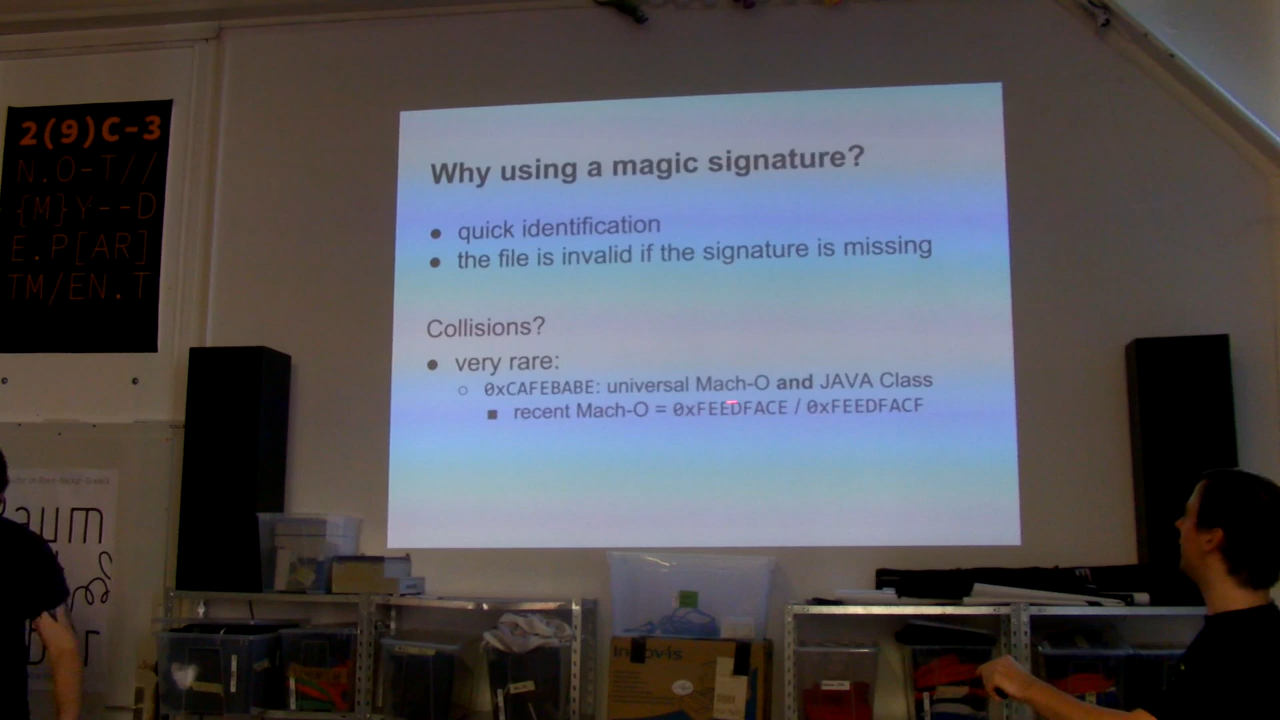 2(9)C-3
N.O-T//
{M}Y--D
E.P[AR]
TM/EN.T
Why using a magic signature?
● quick identification
● the file is invalid if the signature is missing
Collisions?
● very rare:
○ 0xCAFEBABE: universal Mach-O and JAVA Class
■ recent Mach-O = 0xFEEDFACE / 0xFEEDFACF
aum